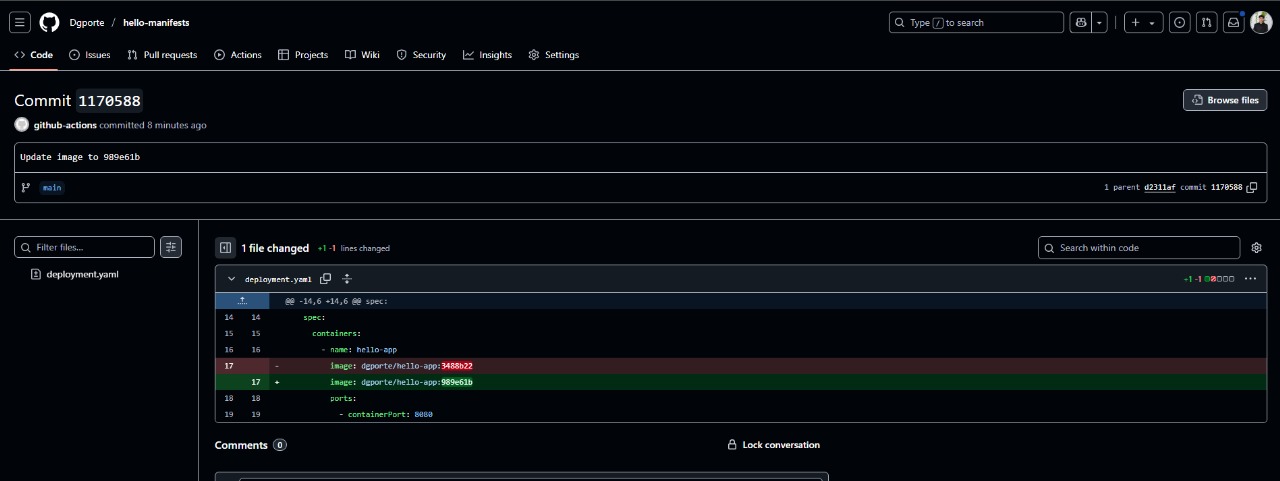 Dgporte / hello-manifests
Type / to search
Code Issues Pull requests Actions Projects Wiki Security Insights Settings
Commit 1170588
Browse files
github-actions committed 8 minutes ago
Update image to 989e61b
main
1 parent d2311af commit 1170588
Filter files...
deployment.yaml
1 file changed +1 -1 lines changed
Search within code
deployment.yaml
+1 -1
@@ -14,6 +14,6 @@ spec:
14 14 spec:
15 15 containers:
16 16 - name: hello-app
17 - image: dgporte/hello-app:3488b22
17 + image: dgporte/hello-app:989e61b
18 18 ports:
19 19 - containerPort: 8080
Comments 0
Lock conversation